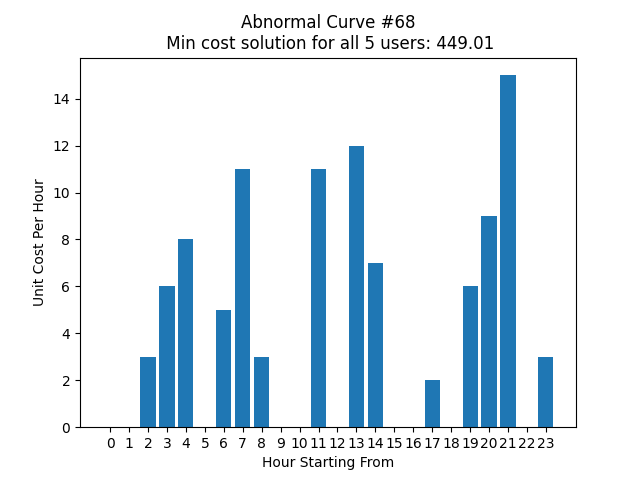 Abnormal Curve #68
Min cost solution for all 5 users: 449.01
14
12
10
8
6
4
2
0
Unit Cost Per Hour
0 1 2 3 4 5 6 7 8 9 10 11 12 13 14 15 16 17 18 19 20 21 22 23
Hour Starting From